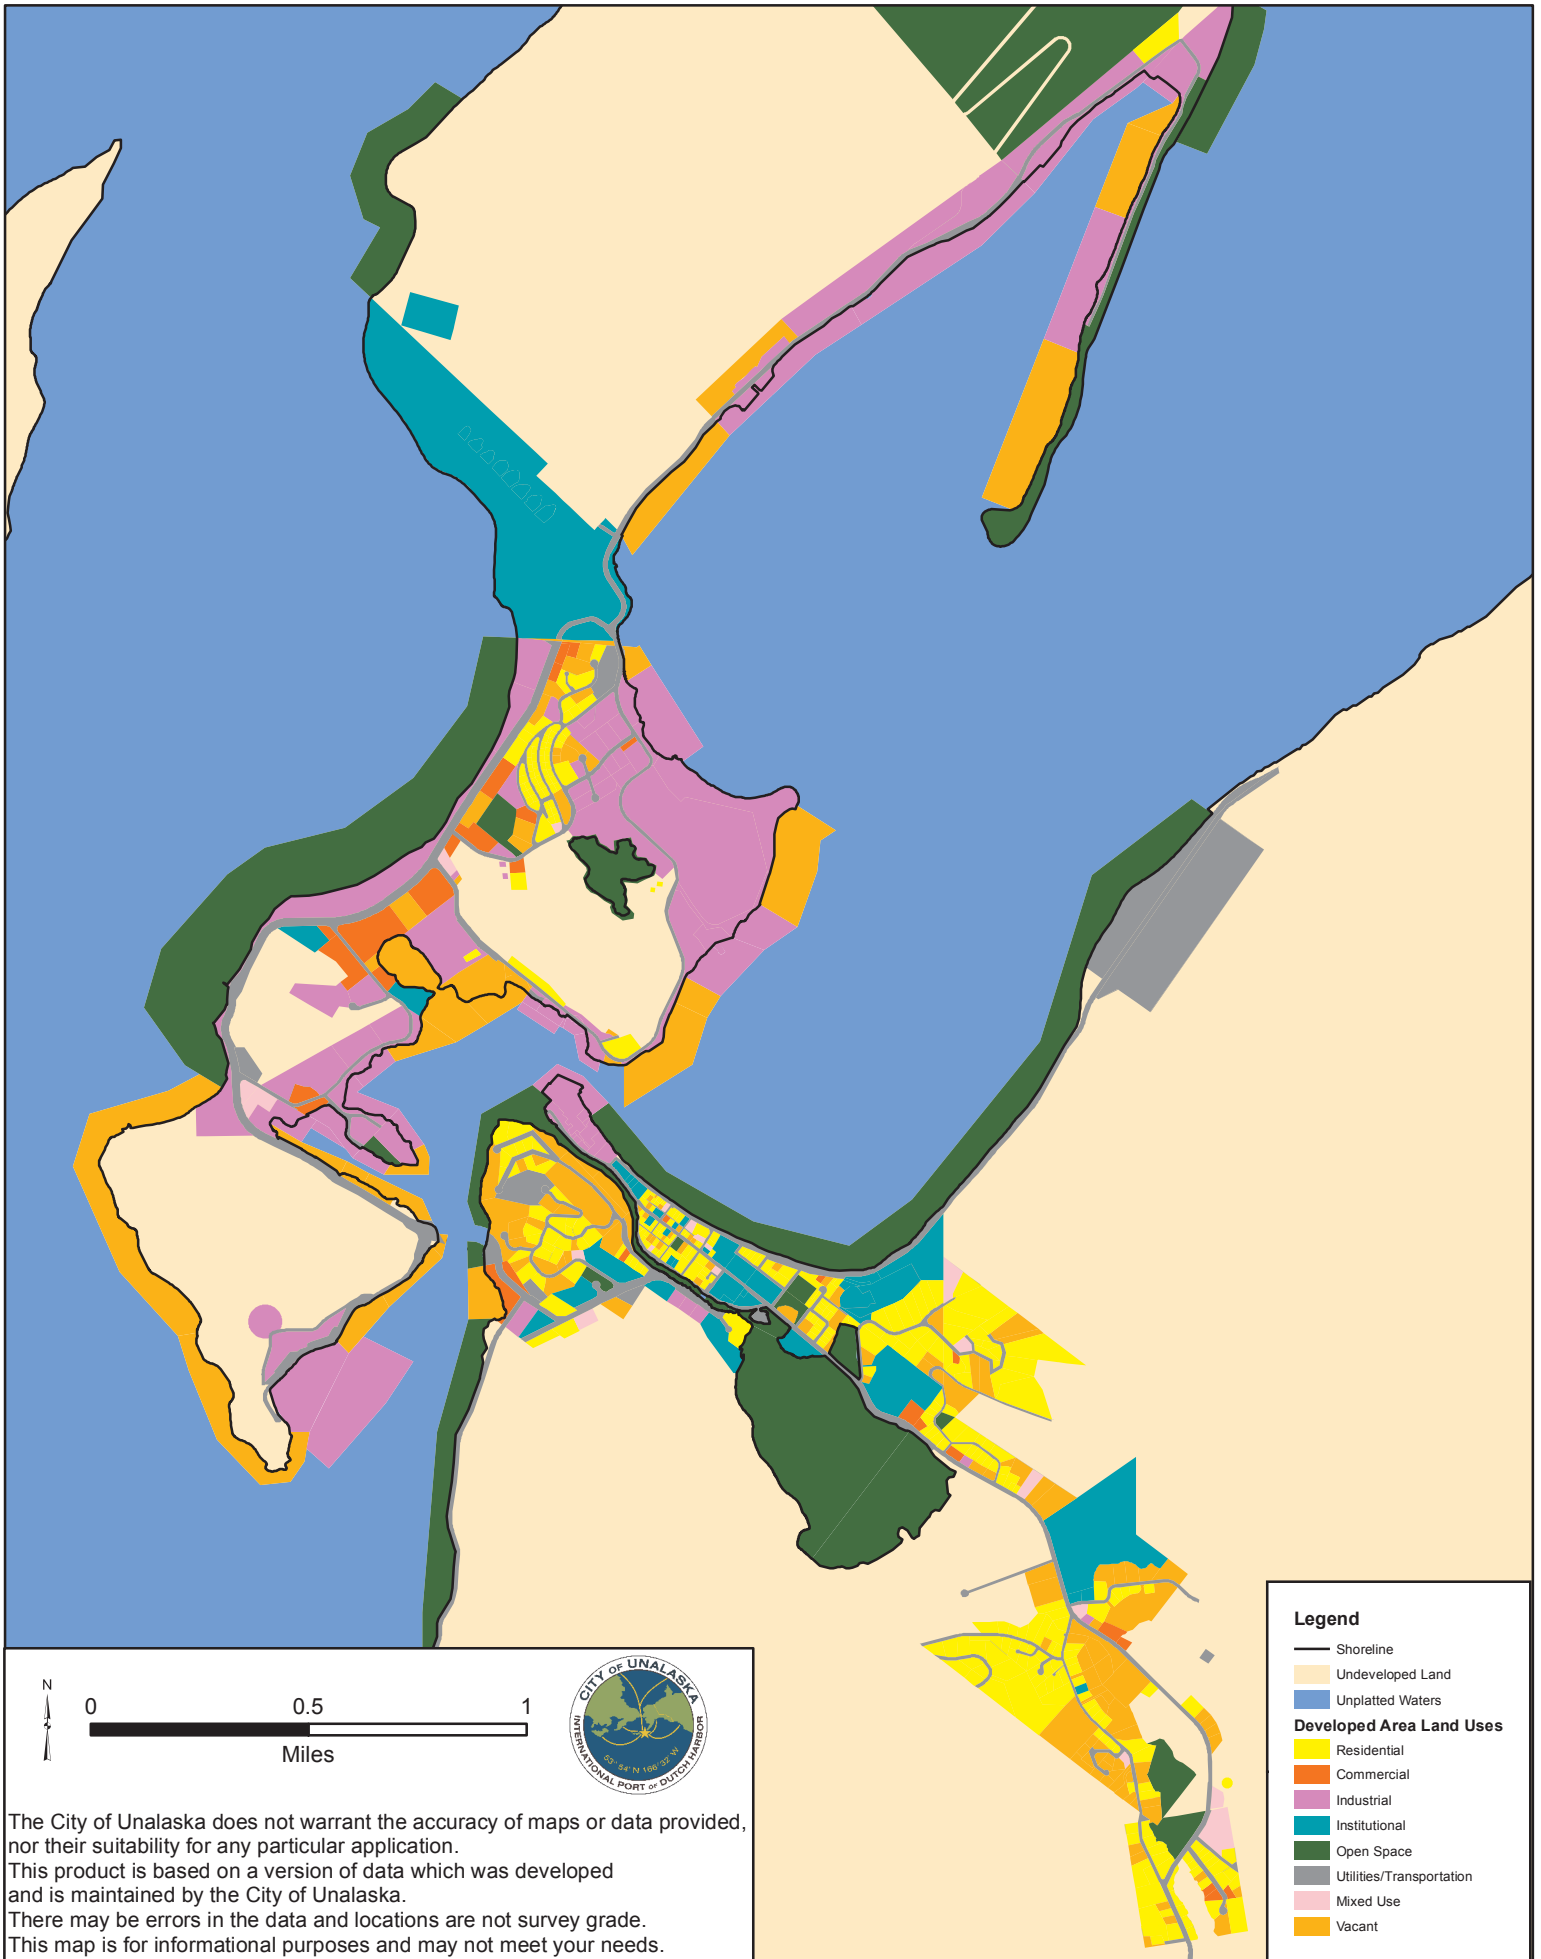 N
0 0.5 1
Miles
CITY OF UNALASKA
INTERNATIONAL PORT OF DUTCH HARBOR
53° 54' N 166° 32' W
The City of Unalaska does not warrant the accuracy of maps or data provided,
nor their suitability for any particular application.
This product is based on a version of data which was developed
and is maintained by the City of Unalaska.
There may be errors in the data and locations are not survey grade.
This map is for informational purposes and may not meet your needs.
Legend
Shoreline
Undeveloped Land
Unplatted Waters
Developed Area Land Uses
Residential
Commercial
Industrial
Institutional
Open Space
Utilities/Transportation
Mixed Use
Vacant